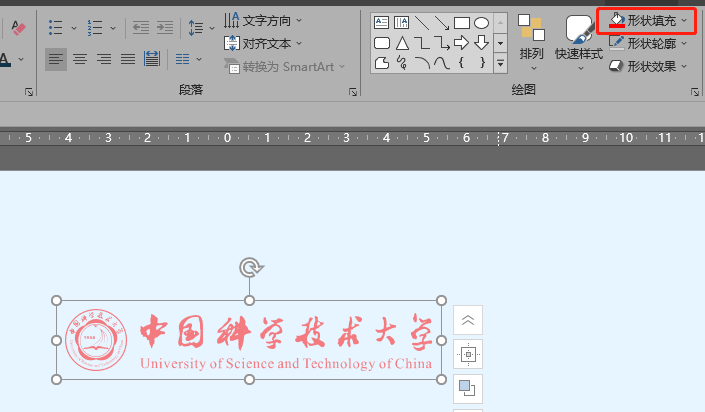 文字方向
形状填充
对齐文本
排列
快速样式
形状轮廓
转换为 SmartArt
形状效果
段落
绘图
5 4 3 2 1 0 1 2 3 4 5 6 7 8 9 10 11 1
中国科学技术大学
University of Science and Technology of China